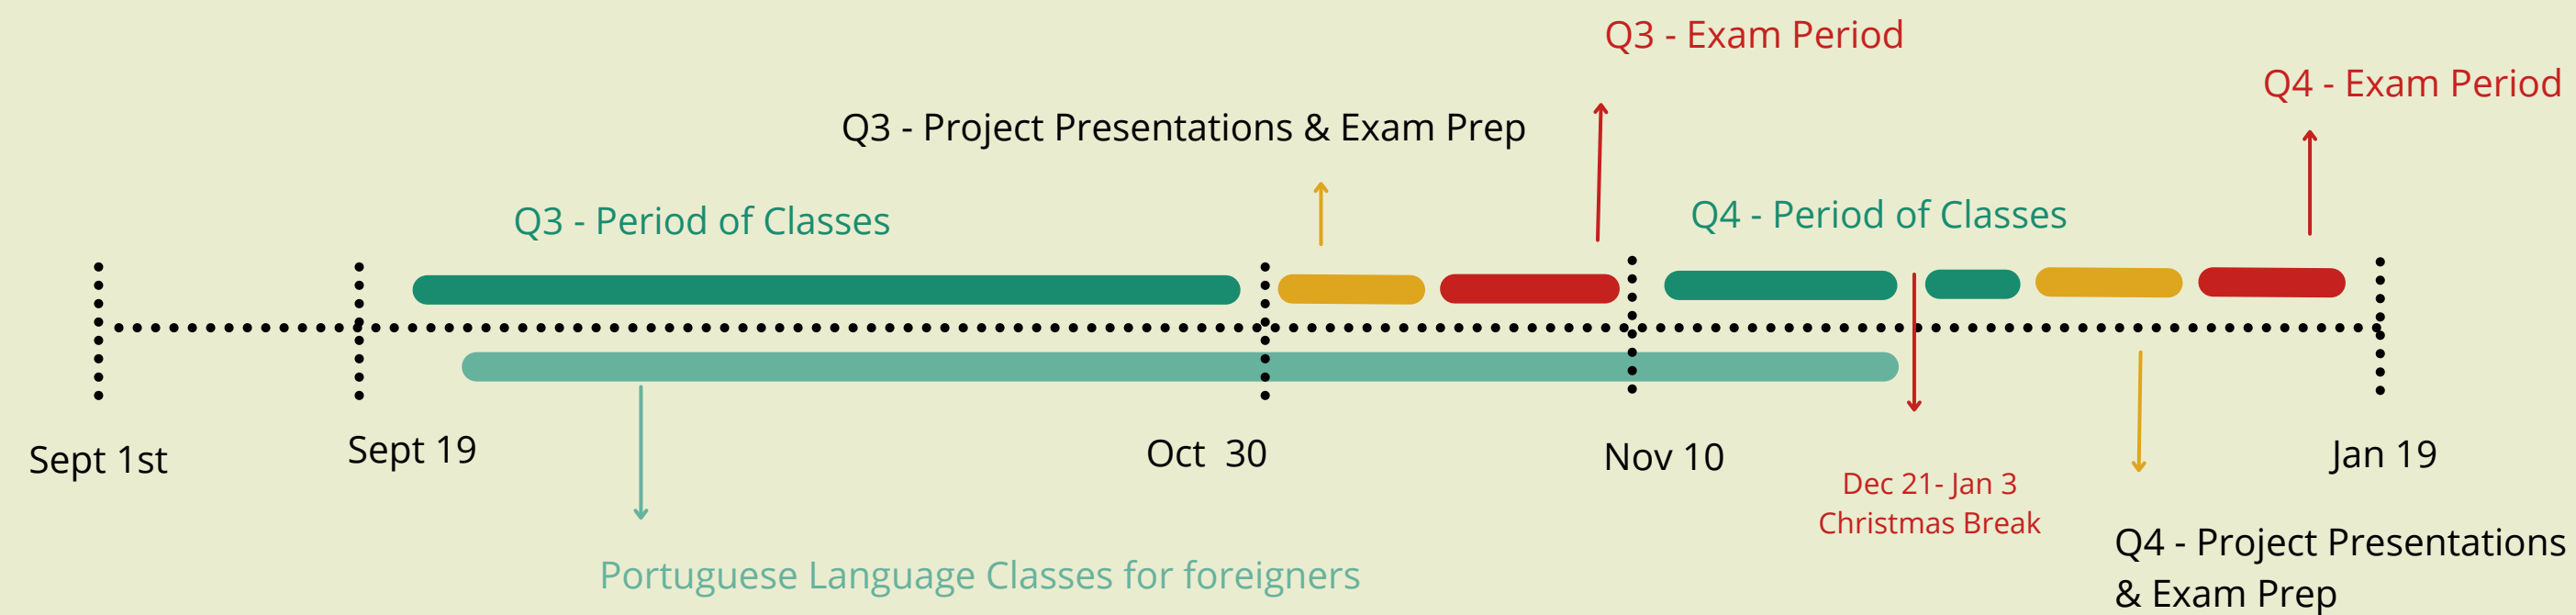 Q3 - Exam Period
Q4 - Exam Period
Q3 - Project Presentations & Exam Prep
Q3 - Period of Classes
Q4 - Period of Classes
Sept 1st
Sept 19
Oct 30
Nov 10
Jan 19
Dec 21- Jan 3
Christmas Break
Q4 - Project Presentations
& Exam Prep
Portuguese Language Classes for foreigners